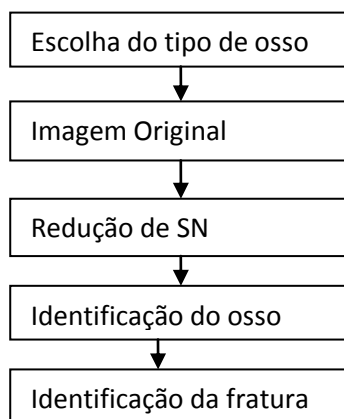 Escolha do tipo de osso
Imagem Original
Redução de SN
Identificação do osso
Identificação da fratura